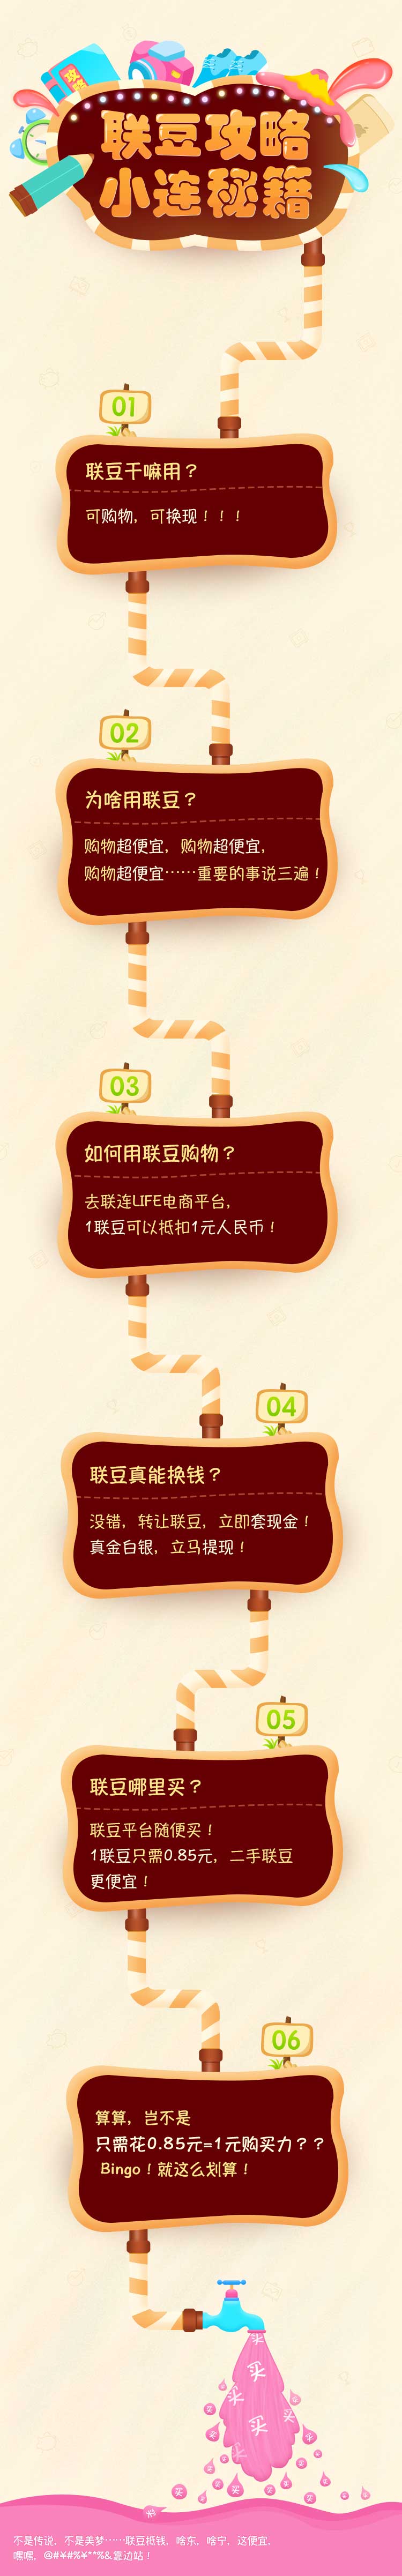 攻略
联豆攻略
小连秘籍
01
联豆干嘛用？
可购物，可换现！！！
02
为啥用联豆？
购物超便宜，购物超便宜，
购物超便宜……重要的事说三遍！
03
如何用联豆购物？
去联连LIFE电商平台，
1联豆可以抵扣1元人民币！
04
联豆真能换钱？
没错，转让联豆，立即套现金！
真金白银，立马提现！
05
联豆哪里买？
联豆平台随便买！
1联豆只需0.85元，二手联豆
更便宜！
06
算算，岂不是
只需花0.85元=1元购买力？？
Bingo！就这么划算！
买
买
买
买
买
不是传说，不是美梦……联豆抵钱，啥东，啥宁，这便宜，
嘿嘿，@#¥#%¥**%&靠边站！